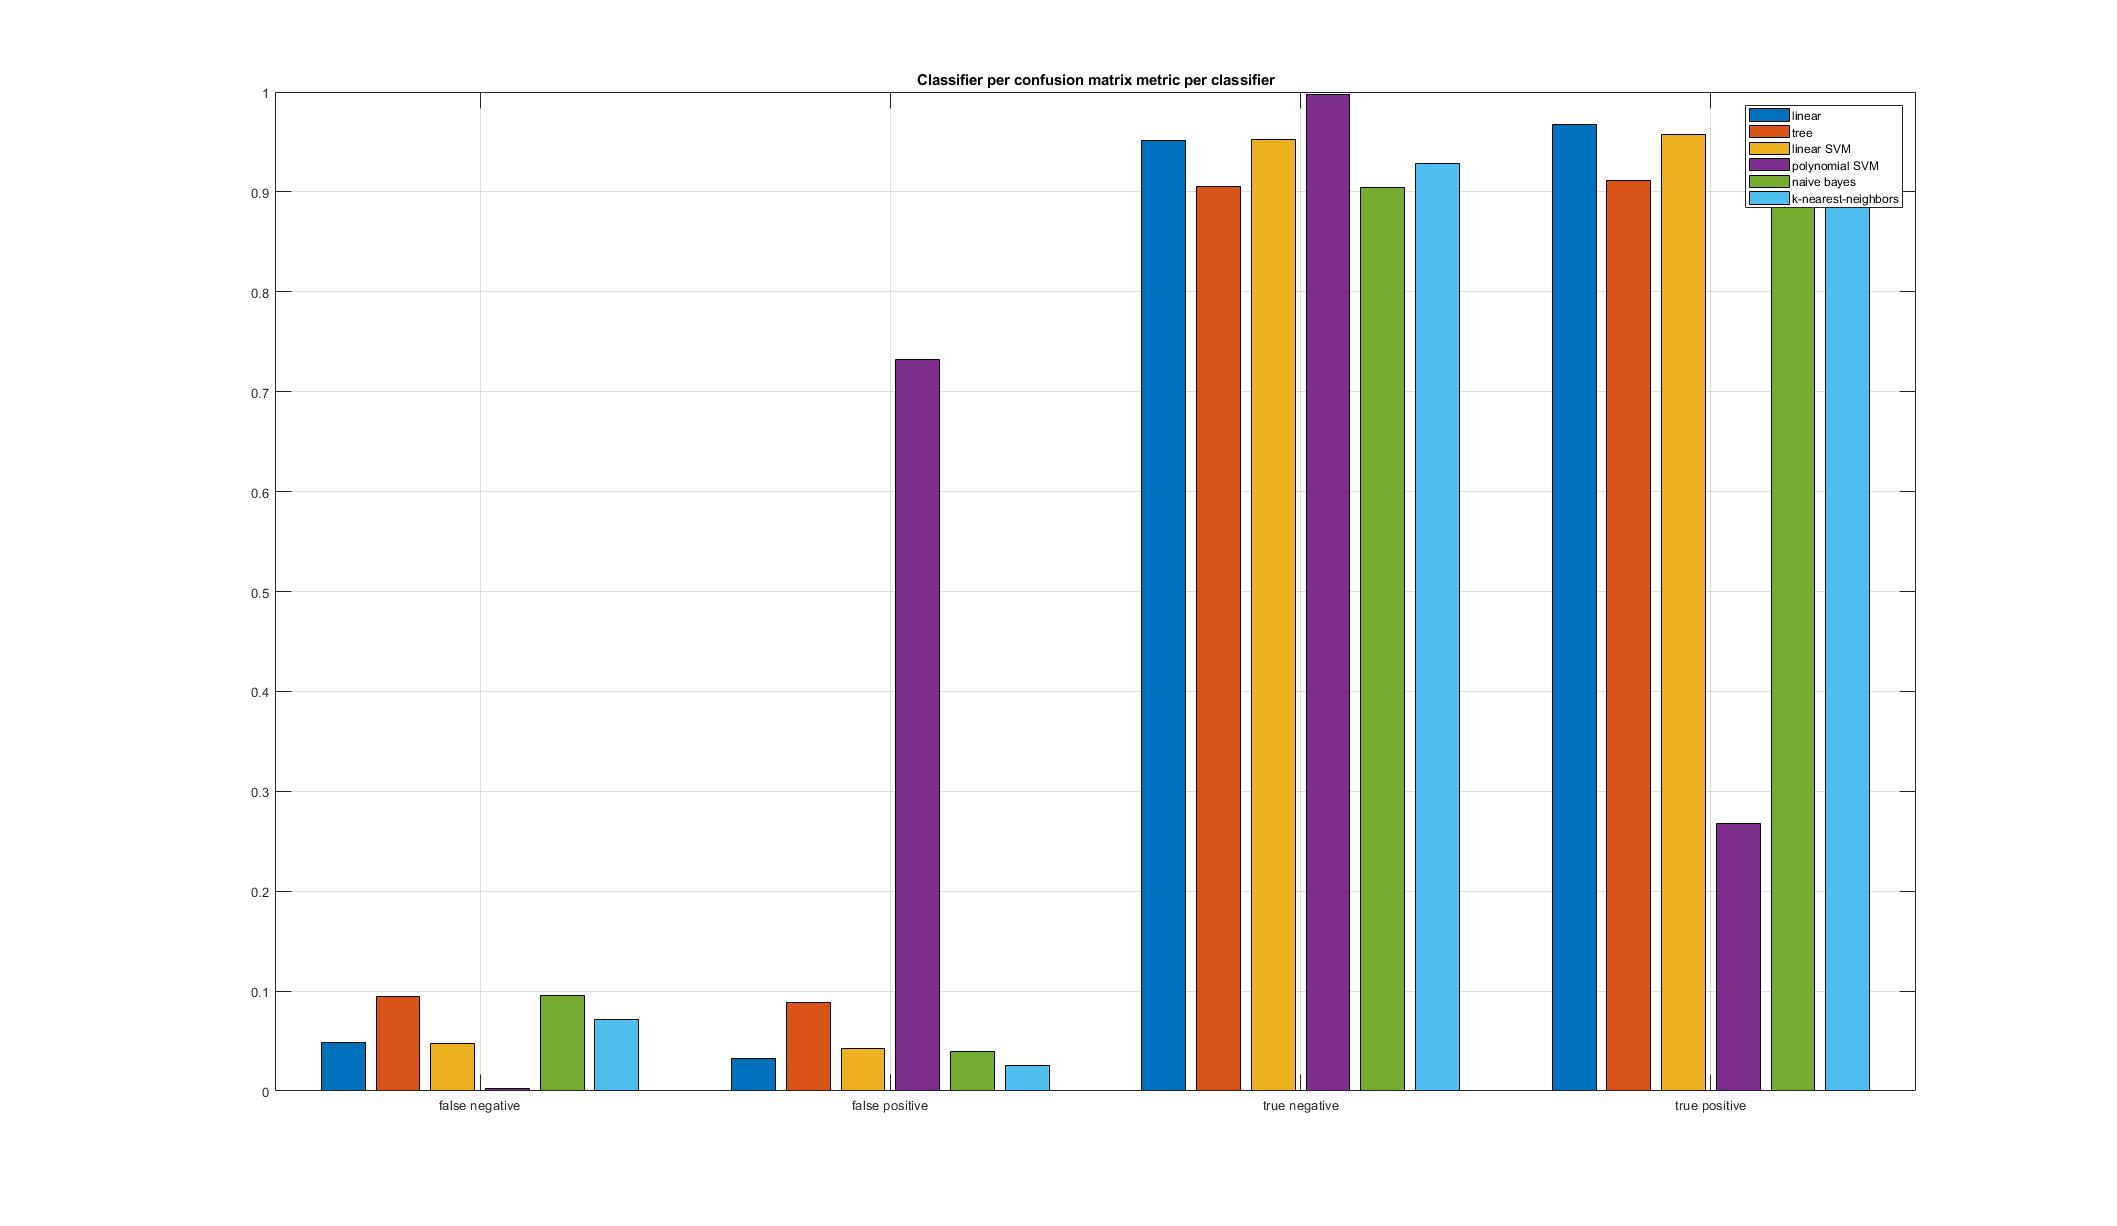 Classifier per confusion matrix metric per classifier
1
0.9
0.8
0.7
0.6
0.5
0.4
0.3
0.2
0.1
0
linear
tree
linear SVM
polynomial SVM
naive bayes
k-nearest-neighbors
false negative
false positive
true negative
true positive